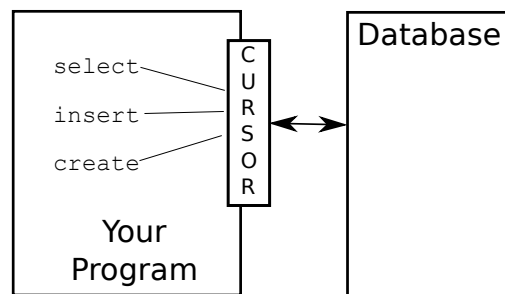 select
insert
create
Your
Program
C
U
R
S
O
R
Database